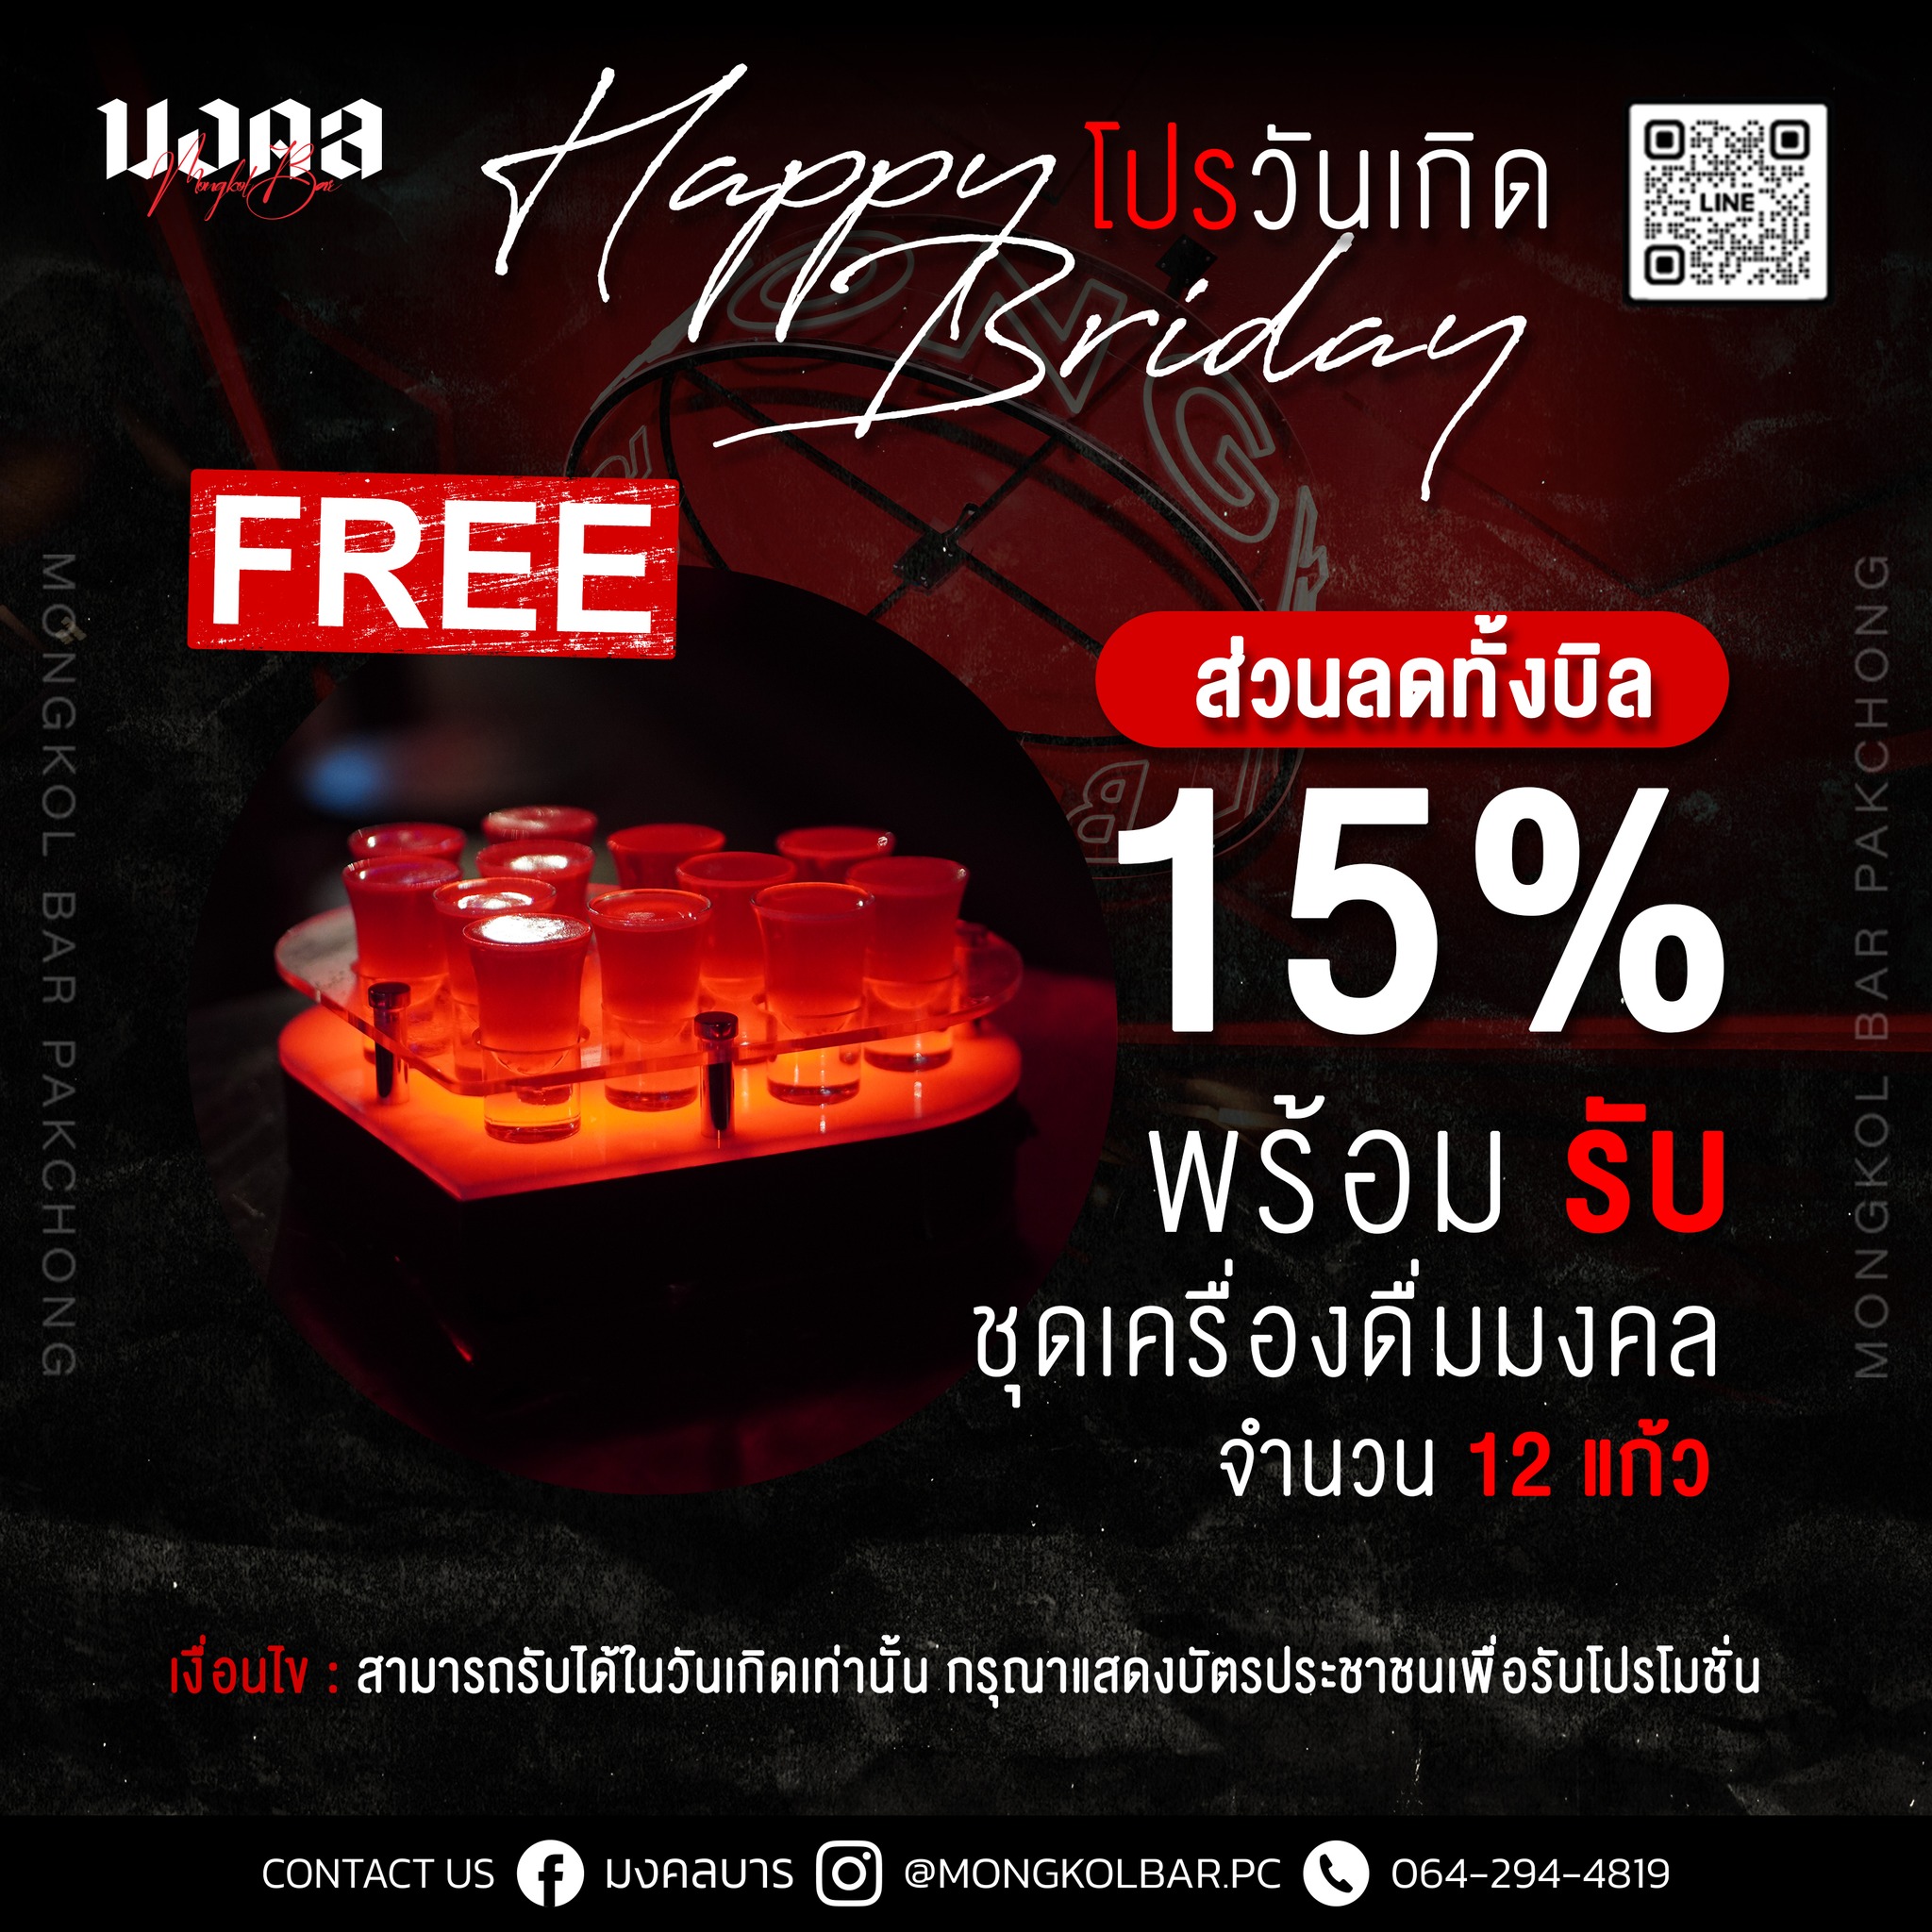 มงคล
Mongkol Bar
Happy
โปรวันเกิด
Briday
LINE
FREE
ONG
ส่วนลดทั้งบิล
15%
พร้อม รับ
ชุดเครื่องดื่มมงคล
จำนวน 12 แก้ว
MONGKOL BAR PAKCHONG
MONGKOL BAR PAKCHONG
เงื่อนไข : สามารถรับได้ในวันเกิดเท่านั้น กรุณาแสดงบัตรประชาชนเพื่อรับโปรโมชั่น
CONTACT US มงคลบาร @MONGKOLBAR.PC 064-294-4819